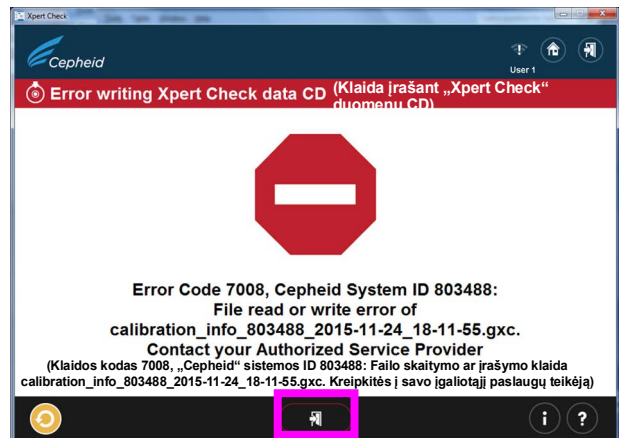 Xpert Check
Cepheid
User 1
Error writing Xpert Check data CD (Klaida įrašant „Xpert Check“
duomenų CD)
Error Code 7008, Cepheid System ID 803488:
File read or write error of
calibration_info_803488_2015-11-24_18-11-55.gxc.
Contact your Authorized Service Provider
(Klaidos kodas 7008, „Cepheid“ sistemos ID 803488: Failo skaitymo ar įrašymo klaida
calibration_info_803488_2015-11-24_18-11-55.gxc. Kreipkitės į savo įgaliotąjį paslaugų teikėją)
i ?